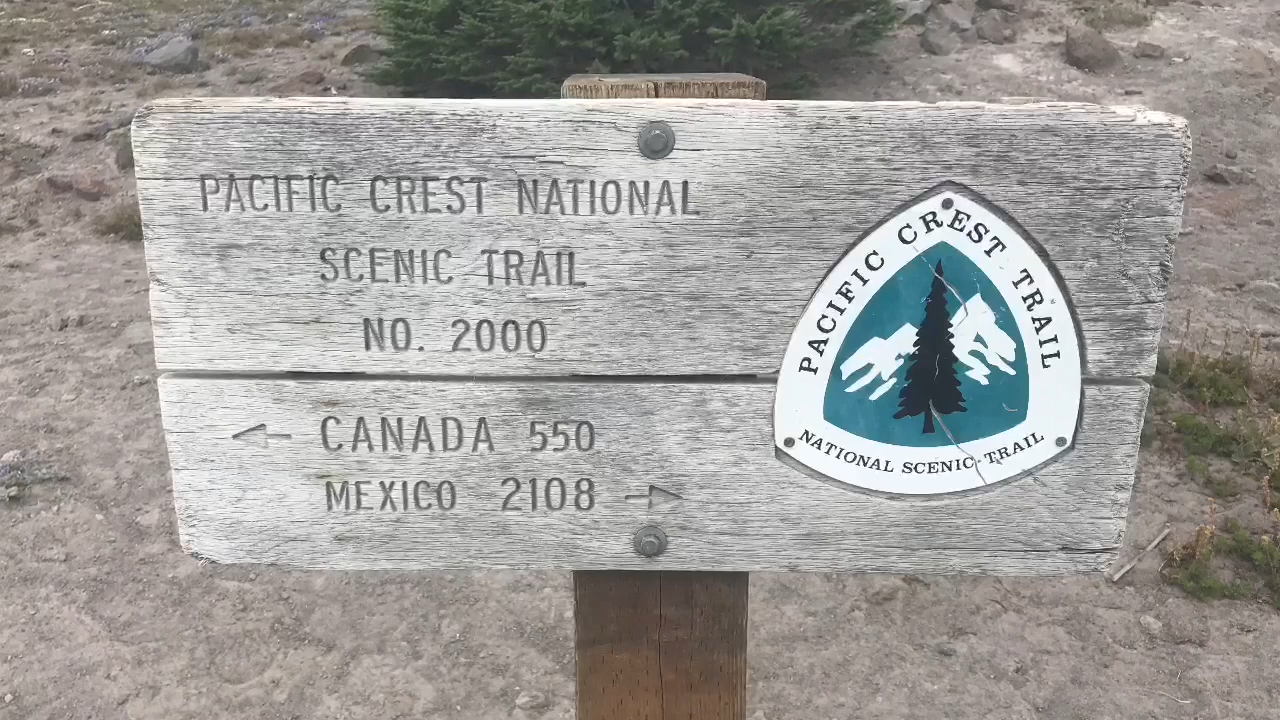 PACIFIC CREST NATIONAL
SCENIC TRAIL
NO. 2000
CANADA 550
MEXICO 2108
PACIFIC CREST TRAIL
NATIONAL SCENIC TRAIL